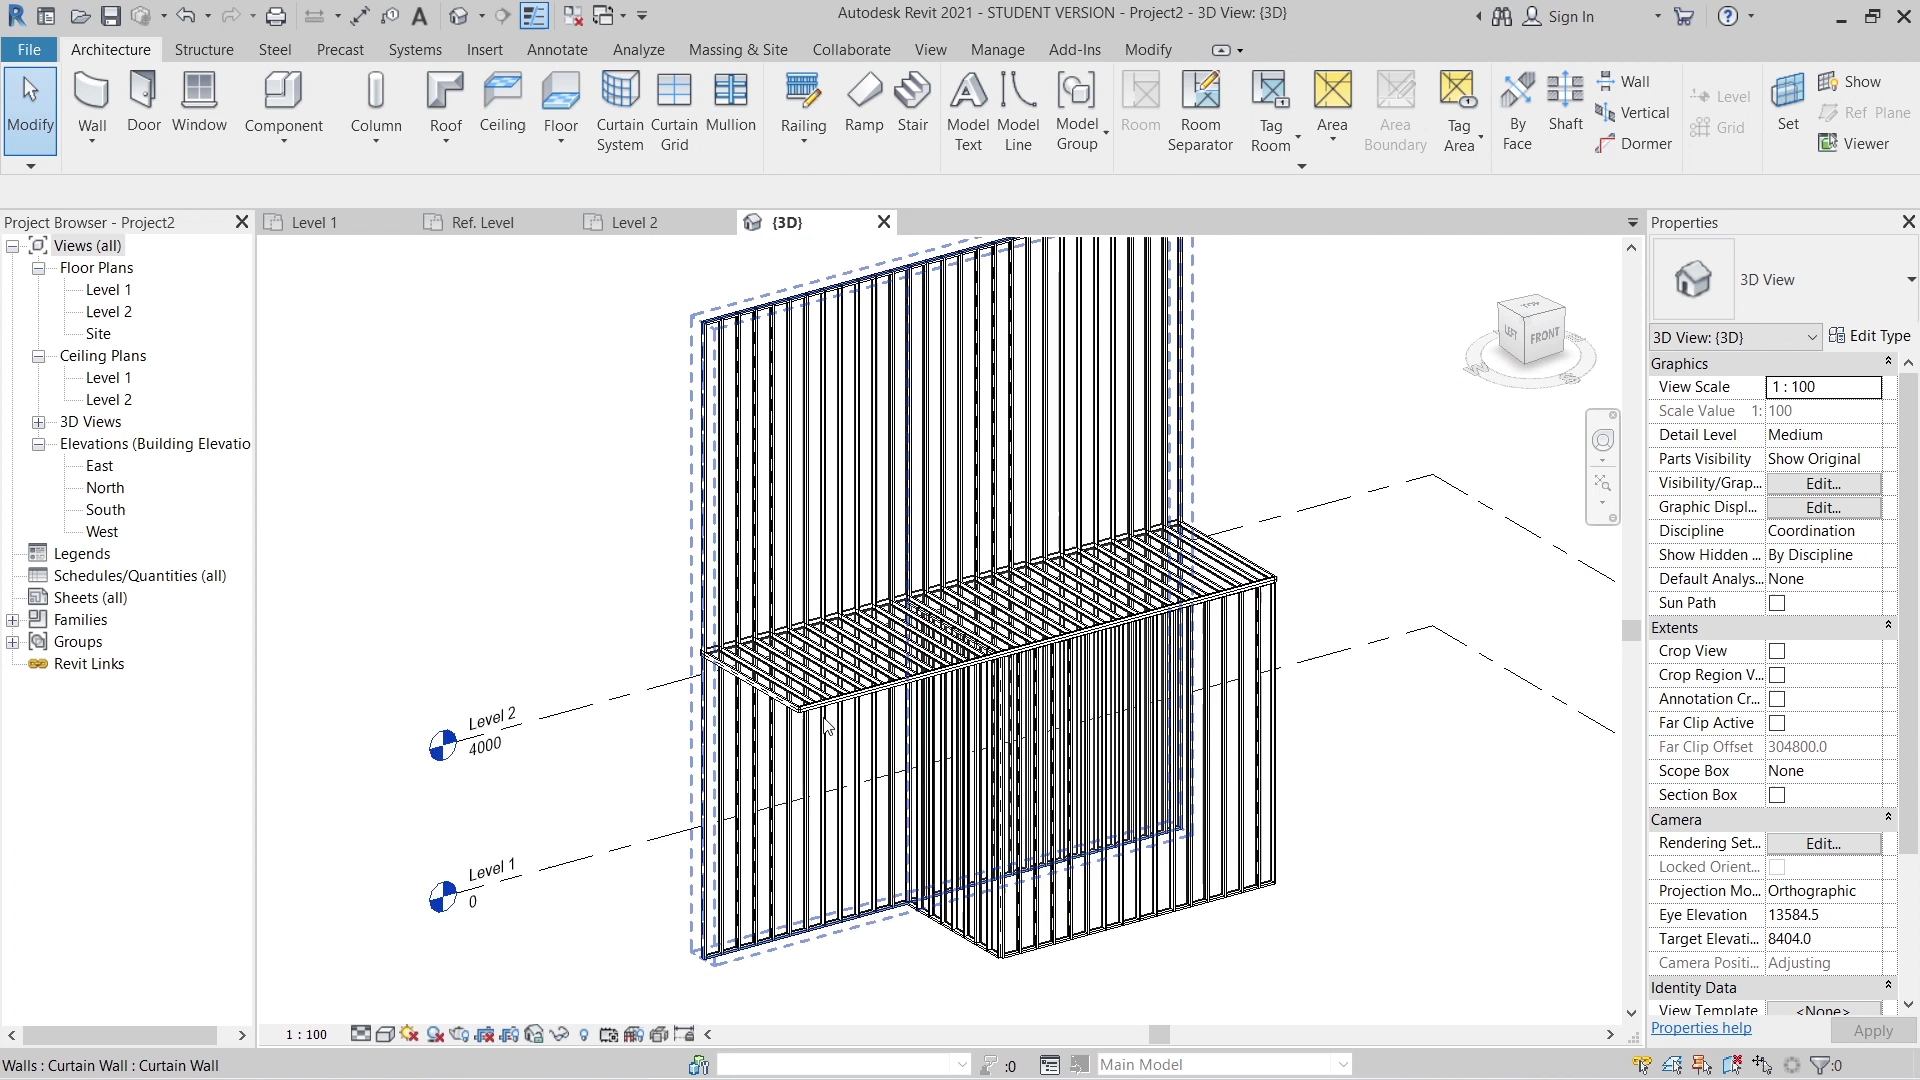 Autodesk Revit 2021 - STUDENT VERSION - Project2 - 3D View: {3D}
Sign In
File
Architecture
Structure
Steel
Precast
Systems
Insert
Annotate
Analyze
Massing & Site
Collaborate
View
Manage
Add-Ins
Modify
Modify
Wall
Door
Window
Component
Column
Roof
Ceiling
Floor
Curtain System
Curtain Grid
Mullion
Railing
Ramp
Stair
Model Text
Model Line
Model Group
Room
Room Separator
Tag Room
Area
Area Boundary
Tag Area
By Face
Shaft
Wall
Vertical
Dormer
Level
Grid
Set
Show
Ref Plane
Viewer
Project Browser - Project2
Views (all)
Floor Plans
Level 1
Level 2
Site
Ceiling Plans
Level 1
Level 2
3D Views
Elevations (Building Elevatio
East
North
South
West
Legends
Schedules/Quantities (all)
Sheets (all)
Families
Groups
Revit Links
Level 1
Ref. Level
Level 2
{3D}
TOP
LEFT
FRONT
W
S
Level 2
4000
Level 1
0
Properties
3D View
3D View: {3D}
Edit Type
Graphics
View Scale 1 : 100
Scale Value 1: 100
Detail Level Medium
Parts Visibility Show Original
Visibility/Grap... Edit...
Graphic Displ... Edit...
Discipline Coordination
Show Hidden ... By Discipline
Default Analys... None
Sun Path
Extents
Crop View
Crop Region V...
Annotation Cr...
Far Clip Active
Far Clip Offset 304800.0
Scope Box None
Section Box
Camera
Rendering Set... Edit...
Locked Orient...
Projection Mo... Orthographic
Eye Elevation 13584.5
Target Elevati... 8404.0
Camera Positi... Adjusting
Identity Data
View Template <None>
Properties help
Apply
1 : 100
Walls : Curtain Wall : Curtain Wall
:0
Main Model
:0